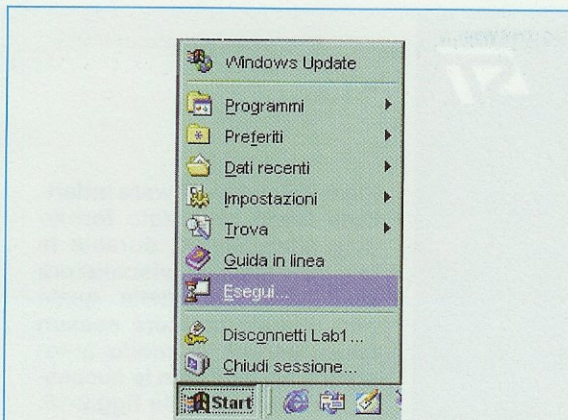 Windows Update
Programmi
Preferiti
Dati recenti
Impostazioni
Trova
Guida in linea
Esegui...
Disconnetti Lab1...
Chiudi sessione...
Start